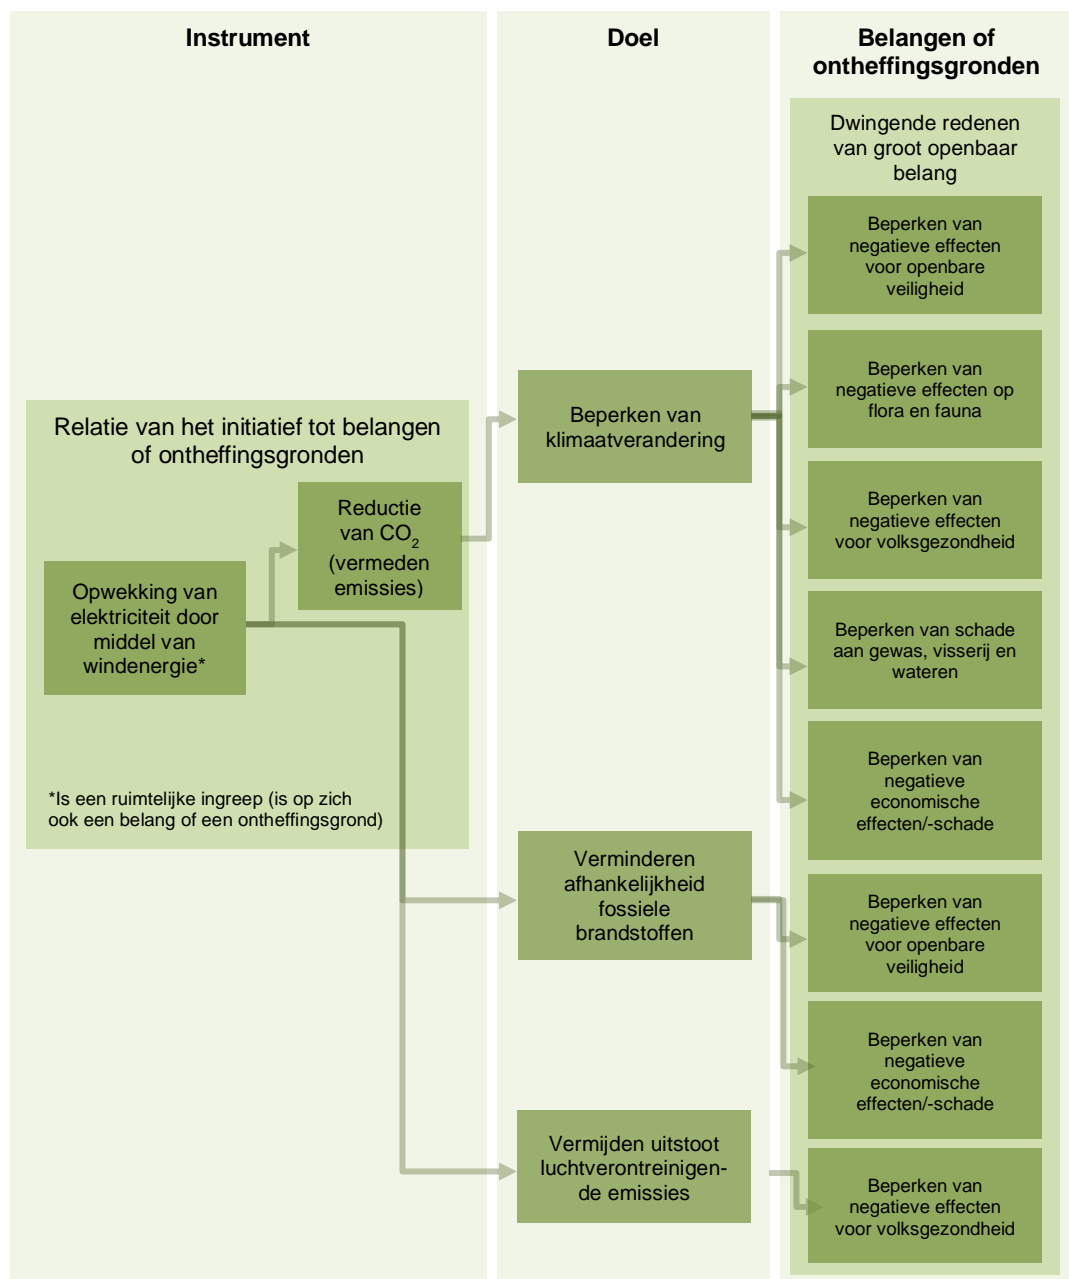 Instrument
Doel
Belangen of
ontheffingsgronden
Relatie van het initiatief tot belangen
of ontheffingsgronden
Opwekking van
elektriciteit door
middel van
windenergie*
Reductie
van CO2
(vermeden
emissies)
*Is een ruimtelijke ingreep (is op zich
ook een belang of een ontheffingsgrond)
Beperken van
klimaatverandering
Verminderen
afhankelijkheid
fossiele
brandstoffen
Vermijden uitstoot
luchtverontreinigen-
de emissies
Dwingende redenen
van groot openbaar
belang
Beperken van
negatieve effecten
voor openbare
veiligheid
Beperken van
negatieve effecten op
flora en fauna
Beperken van
negatieve effecten
voor volksgezondheid
Beperken van schade
aan gewas, visserij en
wateren
Beperken van
negatieve
economische
effecten/-schade
Beperken van
negatieve effecten
voor openbare
veiligheid
Beperken van
negatieve
economische
effecten/-schade
Beperken van
negatieve effecten
voor volksgezondheid